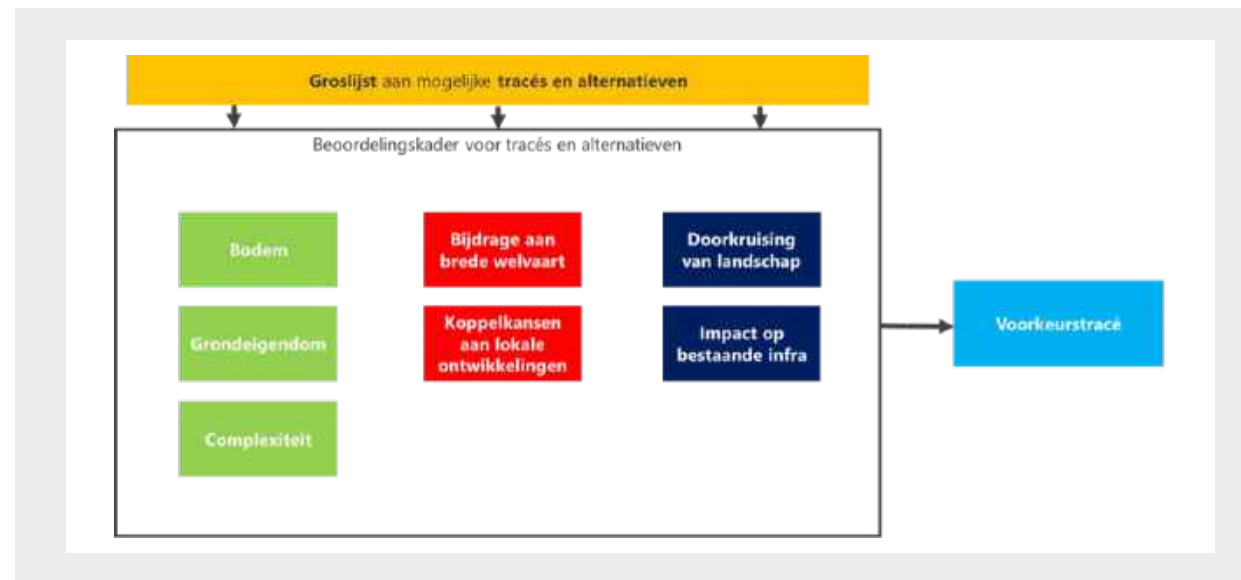 Groslijst aan mogelijke tracés en alternatieven
Beoordelingskader voor tracés en alternatieven
Bodem
Bijdrage aan
brede welvaart
Doorkruising
van landschap
Grondeigendom
Koppelkansen
aan lokale
ontwikkelingen
Impact op
bestaande infra
Complexiteit
Voorkeurstracé